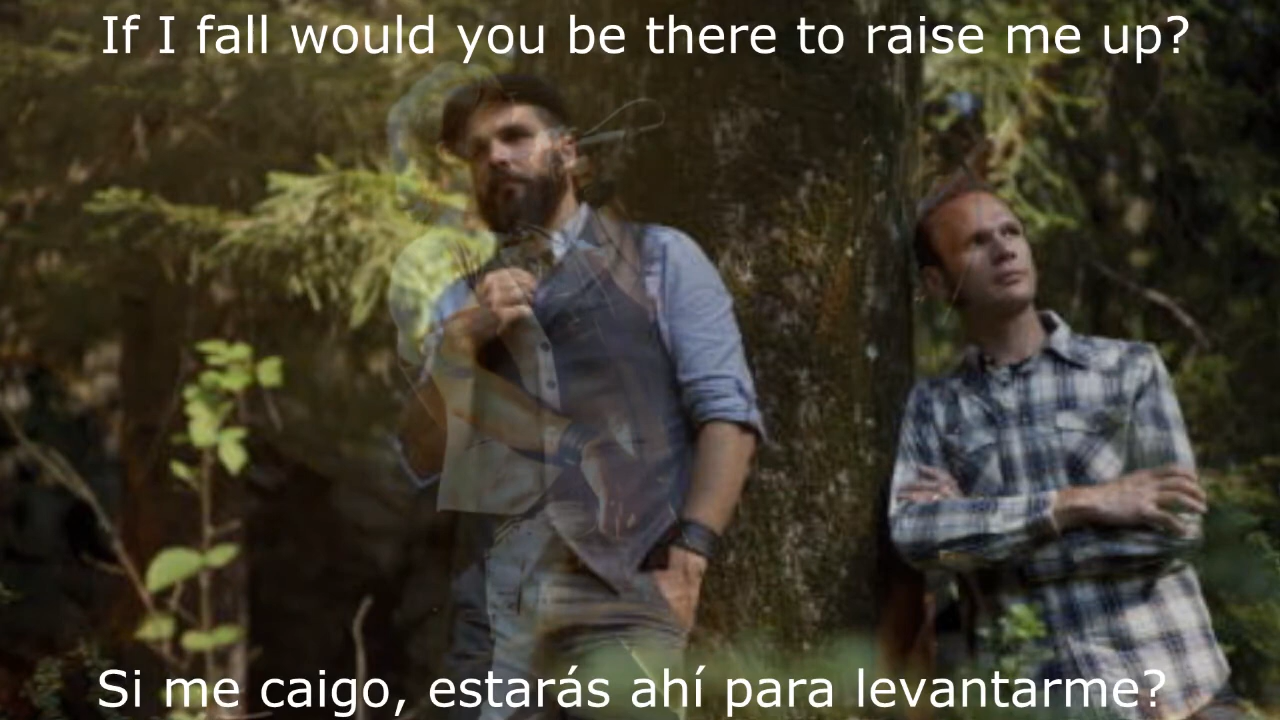 If I fall would you be there to raise me up?
Si me caigo, estarás ahí para levantarme?